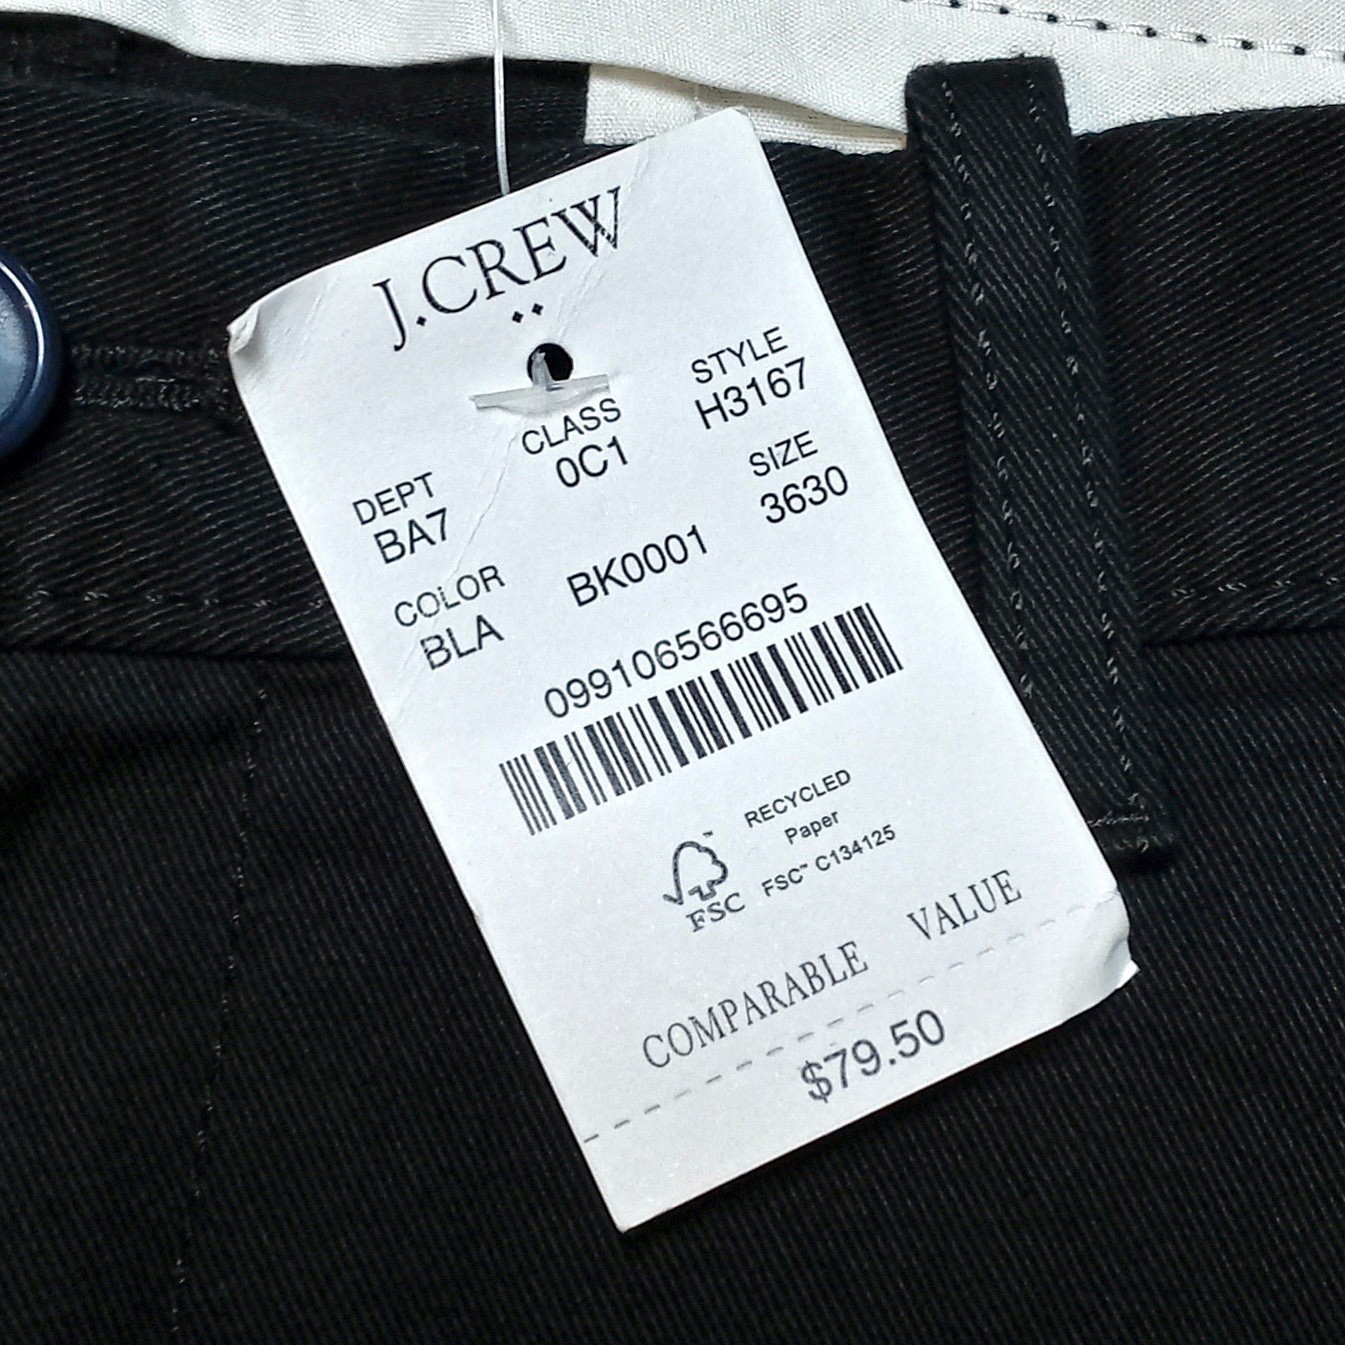 J.CREW
STYLE
H3167
CLASS
0C1
DEPT
BA7
SIZE
3630
COLOR
BLA
BK0001
099106566695
RECYCLED
Paper
FSC™ C134125
™
FSC
COMPARABLE VALUE
$79.50